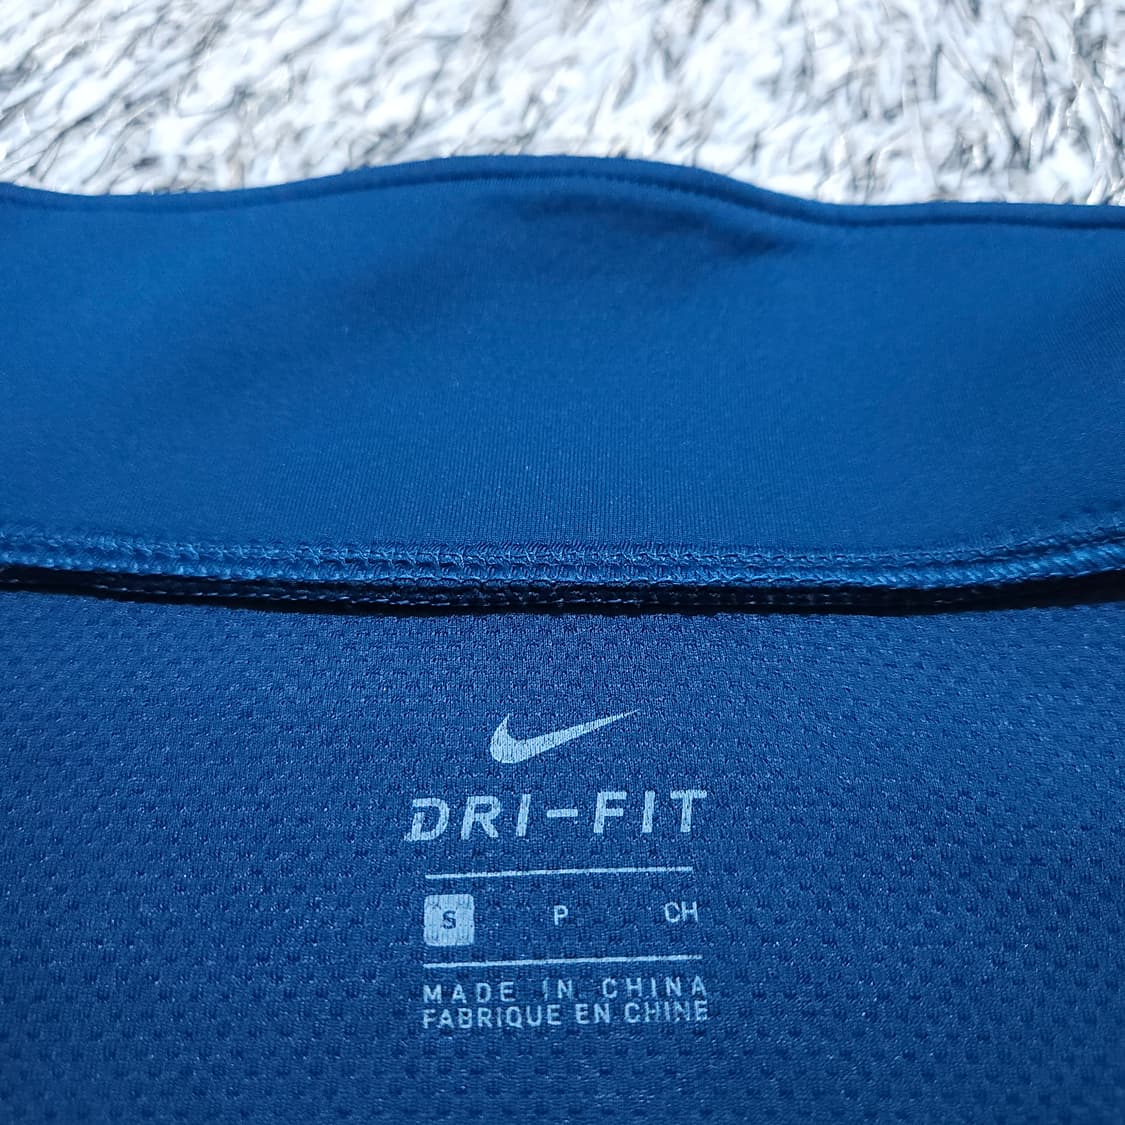 DRI-FIT
S P CH
MADE IN CHINA
FABRIQUE EN CHINE